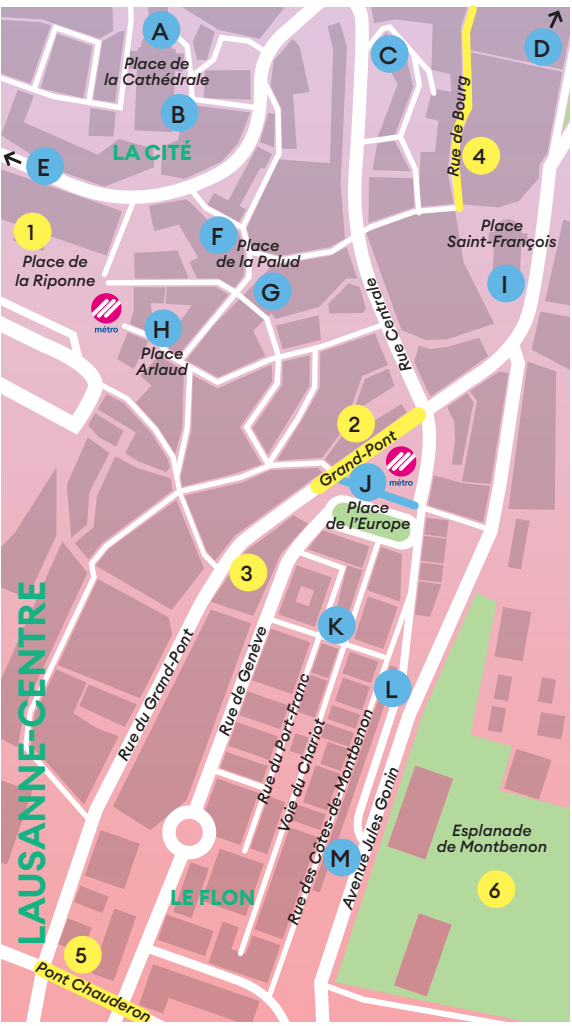 A
Place de
la Cathédrale
B
LA CITÉ
C
D
E
Rue de Bourg
4
1
Place de
la Riponne
F
Place
de la Palud
G
Place
Saint-François
I
métro
H
Place
Arlaud
Rue Centrale
2
Grand-Pont
métro
J
Place
de l'Europe
3
K
L
LAUSANNE-CENTRE
Rue du Grand-Pont
Rue de Genève
Rue du Port-Franc
Voie du Chariot
Rue des Côtes-de-Montbenon
Avenue Jules Gonin
M
Esplanade
de Montbenon
6
LE FLON
5
Pont Chauderon